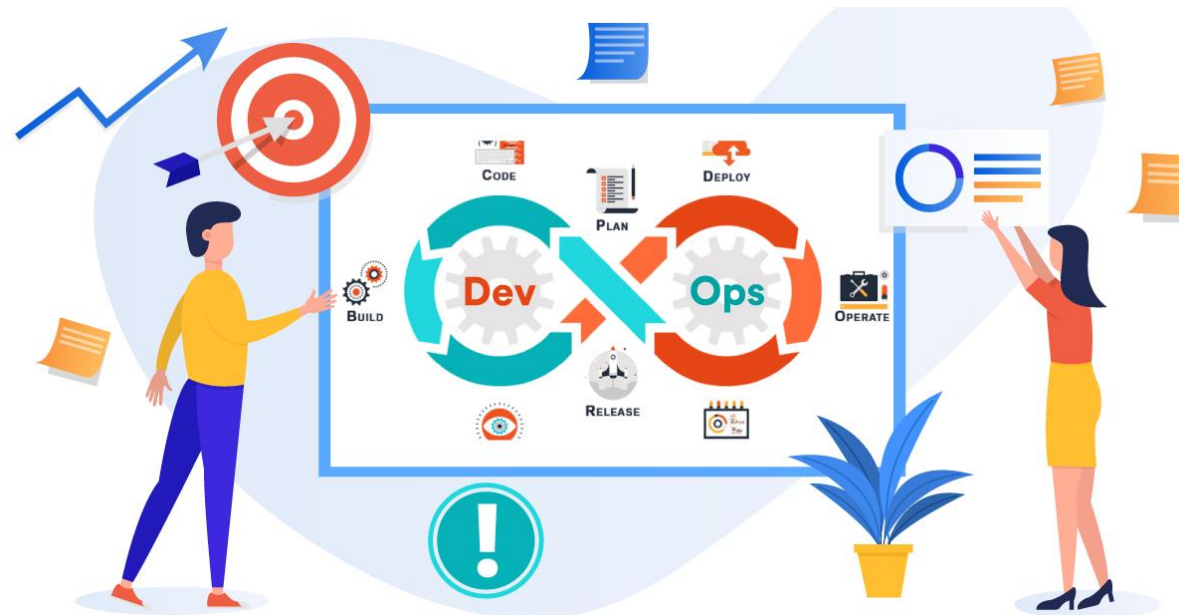 CODE
DEPLOY
PLAN
Dev
Ops
BUILD
OPERATE
RELEASE